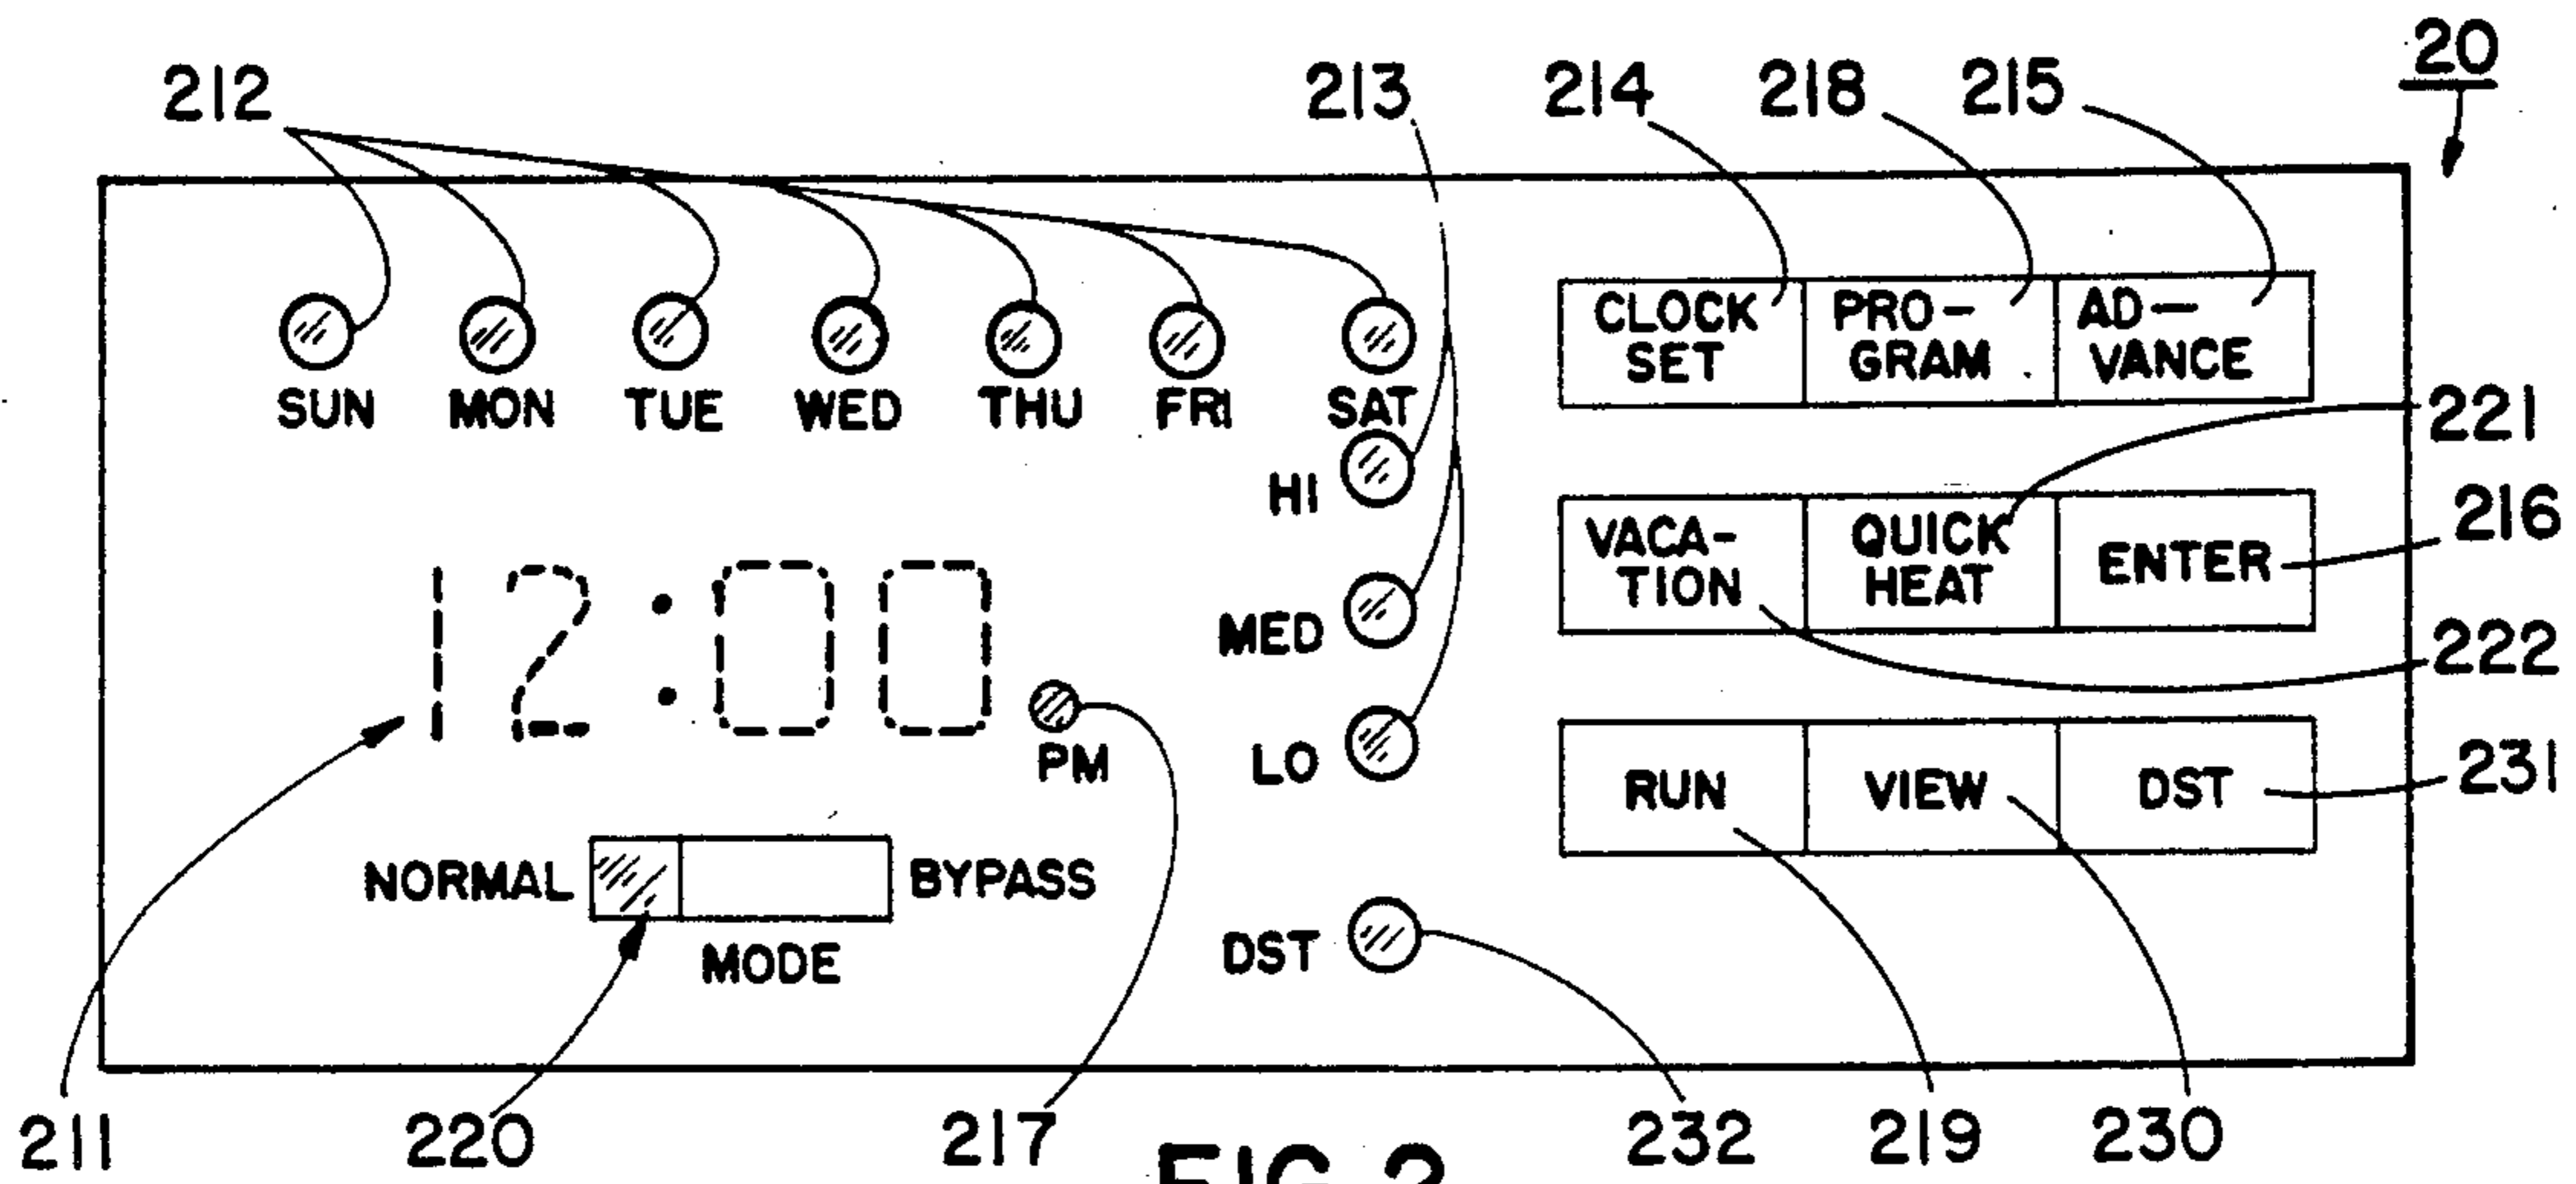 20
212
213
214
218
215
SUN MON TUE WED THU FRI SAT
CLOCK
SET
PRO-
GRAM
AD-
VANCE
221
HI
VACA-
TION
QUICK
HEAT
ENTER
216
12:00
MED
222
PM
LO
RUN
VIEW
DST
231
NORMAL
BYPASS
MODE
DST
211
220
217
232
219
230
FIG. 2